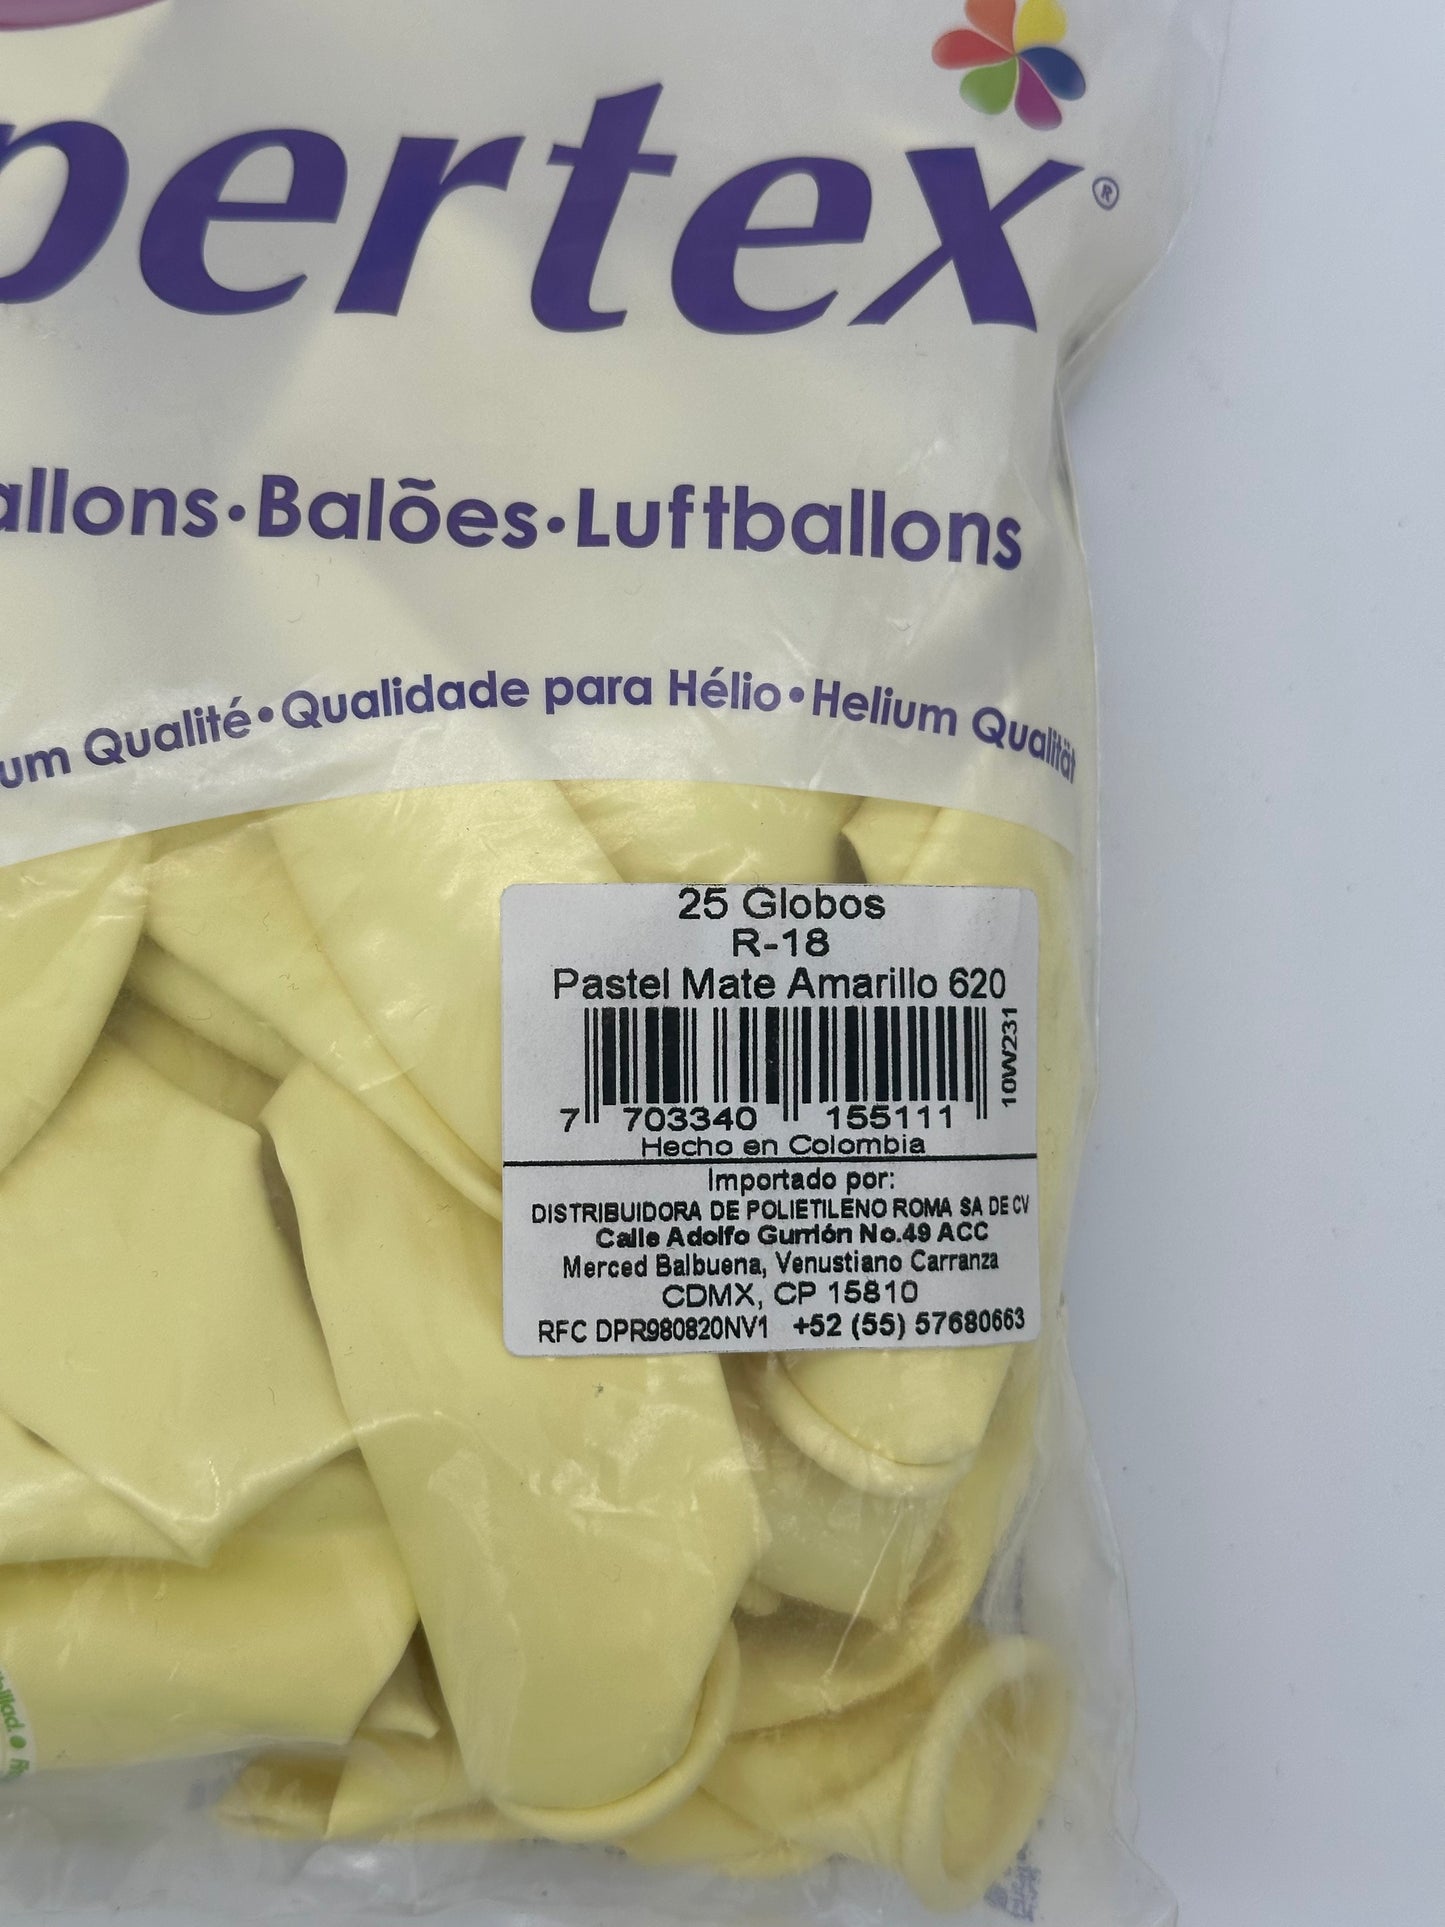 pertex®
allons•Balões•Luftballons
um Qualité•Qualidade para Hélio•Helium Qualität
25 Globos
R-18
Pastel Mate Amarillo 620
10W231
7 703340 155111
Hecho en Colombia
Importado por:
DISTRIBUIDORA DE POLIETILENO ROMA SA DE CV
Calle Adolfo Gurrión No.49 ACC
Merced Balbuena, Venustiano Carranza
CDMX, CP 15810
RFC DPR980820NV1 +52 (55) 57680663